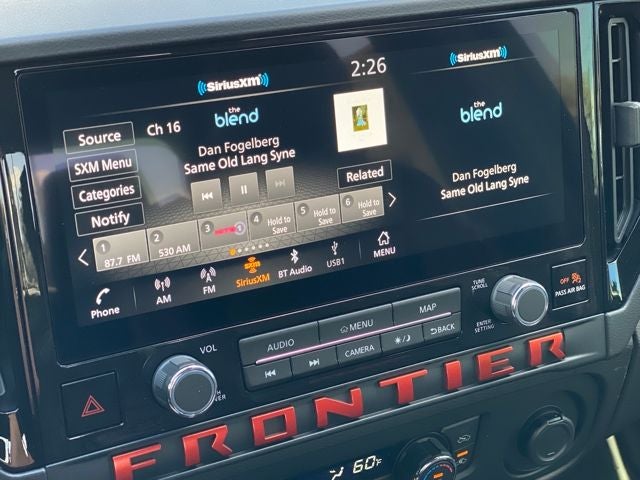 SiriusXM
2:26
SiriusXM
Source
Ch 16
the blend
the blend
SXM Menu
Dan Fogelberg
Same Old Lang Syne
Dan Fogelberg
Same Old Lang Syne
Categories
Related
Notify
1
87.7 FM
2
530 AM
3
4
Hold to
Save
5
Hold to
Save
6
Hold to
Save
Phone
AM
FM
SXM
SiriusXM
BT Audio
USB1
MENU
VOL
AUDIO
MENU
MAP
CAMERA
BACK
TUNE
SCROLL
ENTER
SETTING
OFF
PASS AIR BAG
FRONTIER
60°F